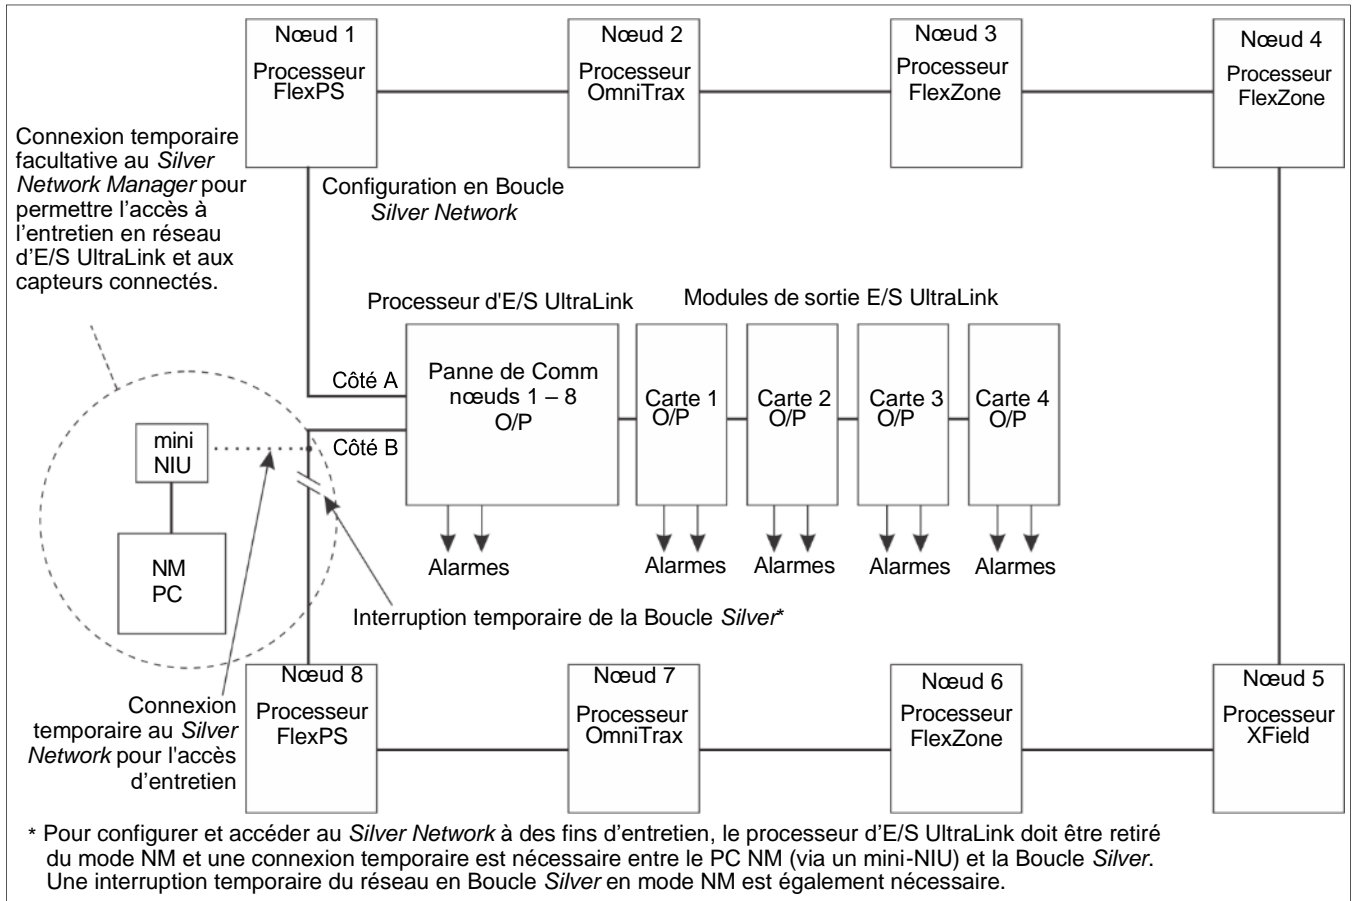 Nœud 1
Processeur
FlexPS
Nœud 2
Processeur
OmniTrax
Nœud 3
Processeur
FlexZone
Nœud 4
Processeur
FlexZone
Connexion temporaire
facultative au Silver
Network Manager pour
permettre l’accès à
l’entretien en réseau
d’E/S UltraLink et aux
capteurs connectés.
Configuration en Boucle
Silver Network
Processeur d'E/S UltraLink
Modules de sortie E/S UltraLink
Côté A
Côté B
Panne de Comm
nœuds 1 – 8
O/P
Carte 1
O/P
Carte 2
O/P
Carte 3
O/P
Carte 4
O/P
mini
NIU
NM
PC
Alarmes
Alarmes
Alarmes
Alarmes
Alarmes
Interruption temporaire de la Boucle Silver*
Connexion
temporaire au Silver
Network pour l'accès
d’entretien
Nœud 8
Processeur
FlexPS
Nœud 7
Processeur
OmniTrax
Nœud 6
Processeur
FlexZone
Nœud 5
Processeur
XField
* Pour configurer et accéder au Silver Network à des fins d’entretien, le processeur d’E/S UltraLink doit être retiré
du mode NM et une connexion temporaire est nécessaire entre le PC NM (via un mini-NIU) et la Boucle Silver.
Une interruption temporaire du réseau en Boucle Silver en mode NM est également nécessaire.